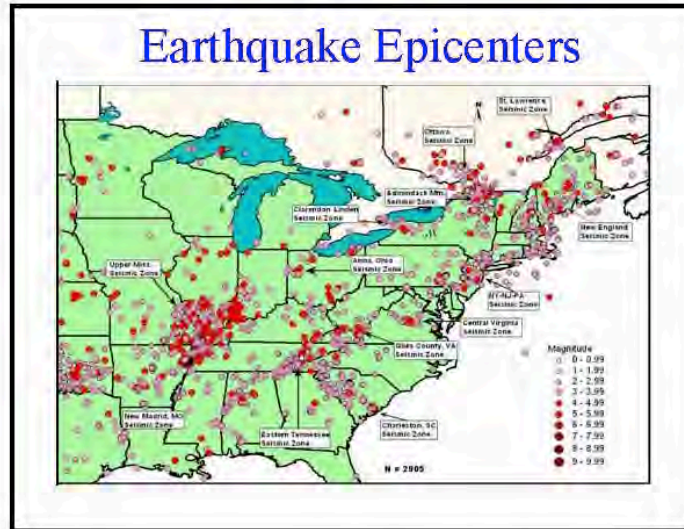 Earthquake Epicenters
St. Lawrence
Seismic Zone
N
Ottawa
Seismic Zone
Adirondack Mtn.
Seismic Zone
Clarendon-Linden
Seismic Zone
New England
Seismic Zone
Upper Miss.
Seismic Zone
Anna, Ohio
Seismic Zone
NY-NJ-PA
Seismic Zone
Central Virginia
Seismic Zone
Giles County, VA
Seismic Zone
Magnitude
0 - 0.99
1 - 1.99
2 - 2.99
3 - 3.99
4 - 4.99
5 - 5.99
6 - 6.99
7 - 7.99
8 - 8.99
9 - 9.99
New Madrid, MO
Seismic Zone
Charleston, SC
Seismic Zone
Eastern Tennessee
Seismic Zone
N = 2905